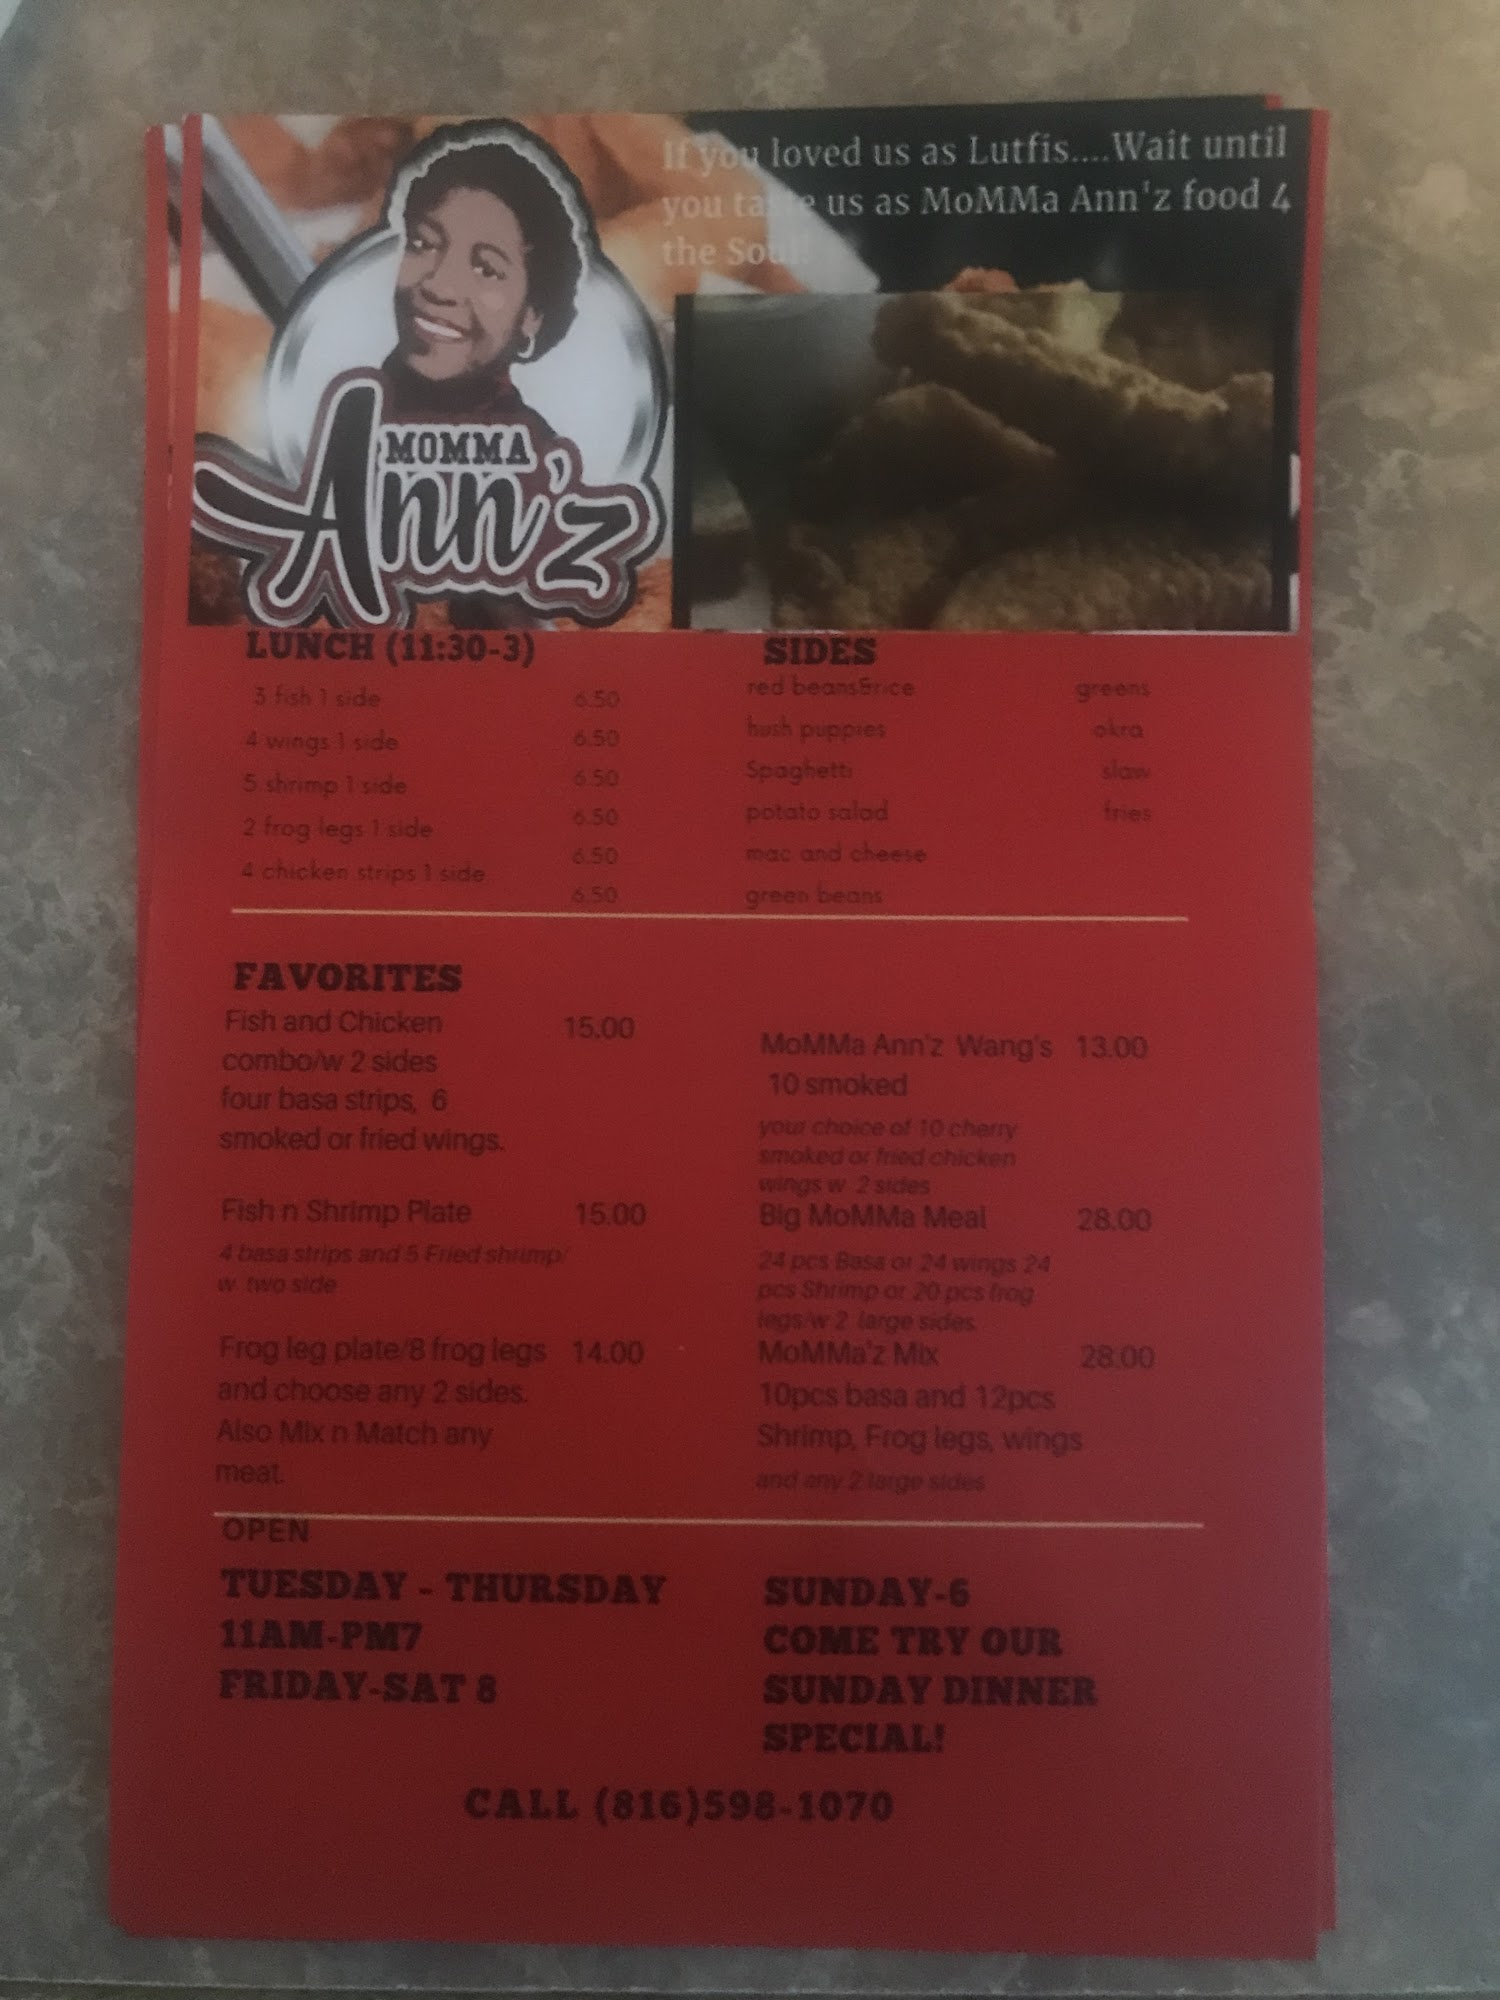 If you loved us as Lutfis....Wait until
you taste us as MoMMa Ann'z food 4
the Soul!
MOMMA
Ann'z
LUNCH (11:30-3)
3 fish 1 side 6.50
4 wings 1 side 6.50
5 shrimp 1 side 6.50
2 frog legs 1 side 6.50
4 chicken strips 1 side 6.50
6.50
SIDES
red beans&rice greens
hush puppies okra
Spaghetti slaw
potato salad fries
mac and cheese
green beans
FAVORITES
Fish and Chicken 15.00
combo/w 2 sides
four basa strips, 6
smoked or fried wings.
Fish n Shrimp Plate 15.00
4 basa strips and 5 Fried shrimp/
w two side
Frog leg plate/8 frog legs 14.00
and choose any 2 sides.
Also Mix n Match any
meat.
MoMMa Ann'z Wang's 13.00
10 smoked
your choice of 10 cherry
smoked or fried chicken
wings w 2 sides
Big MoMMa Meal 28.00
24 pcs Basa or 24 wings 24
pcs Shrimp or 20 pcs frog
legs/w 2 large sides
MoMMa'z Mix 28.00
10pcs basa and 12pcs
Shrimp, Frog legs, wings
and any 2 large sides
OPEN
TUESDAY - THURSDAY
11AM-PM7
FRIDAY-SAT 8
SUNDAY-6
COME TRY OUR
SUNDAY DINNER
SPECIAL!
CALL (816)598-1070